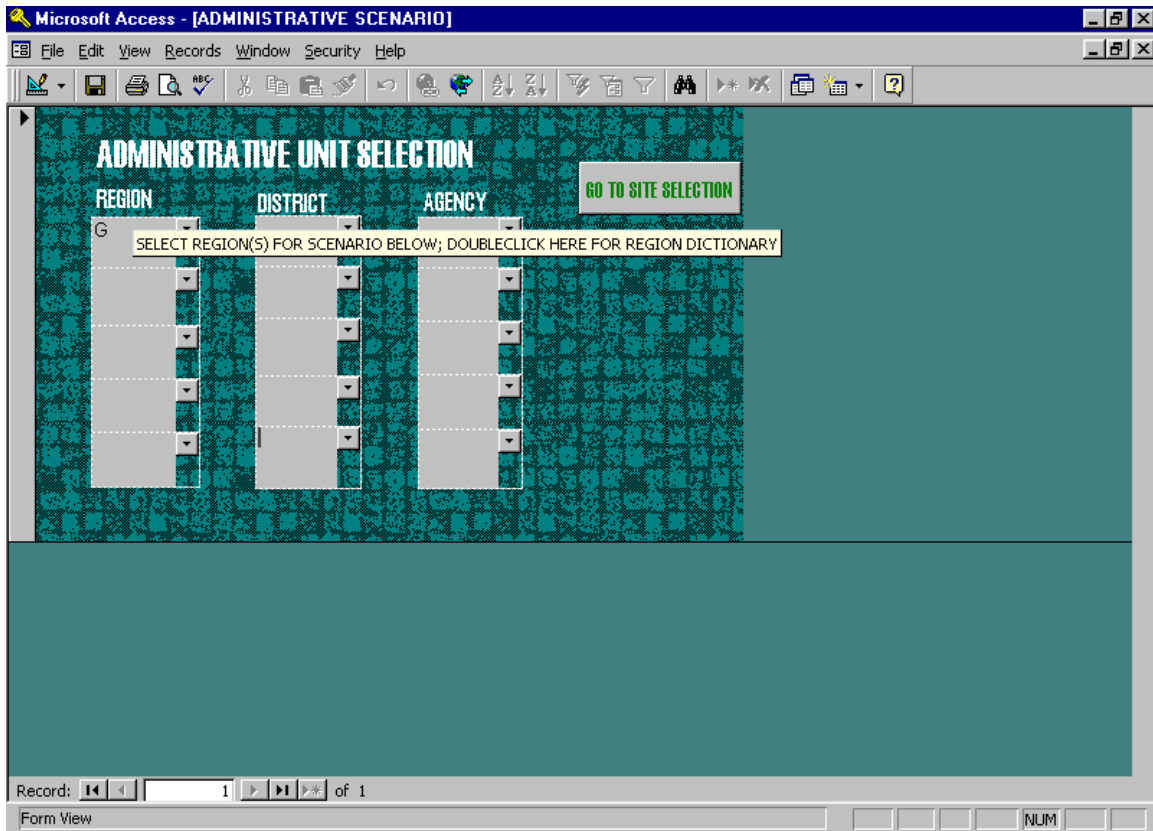 Microsoft Access - [ADMINISTRATIVE SCENARIO]
File Edit View Records Window Security Help
ADMINISTRATIVE UNIT SELECTION
GO TO SITE SELECTION
REGION DISTRICT AGENCY
G
SELECT REGION(S) FOR SCENARIO BELOW; DOUBLECLICK HERE FOR REGION DICTIONARY
Record: 1 of 1
Form View NUM